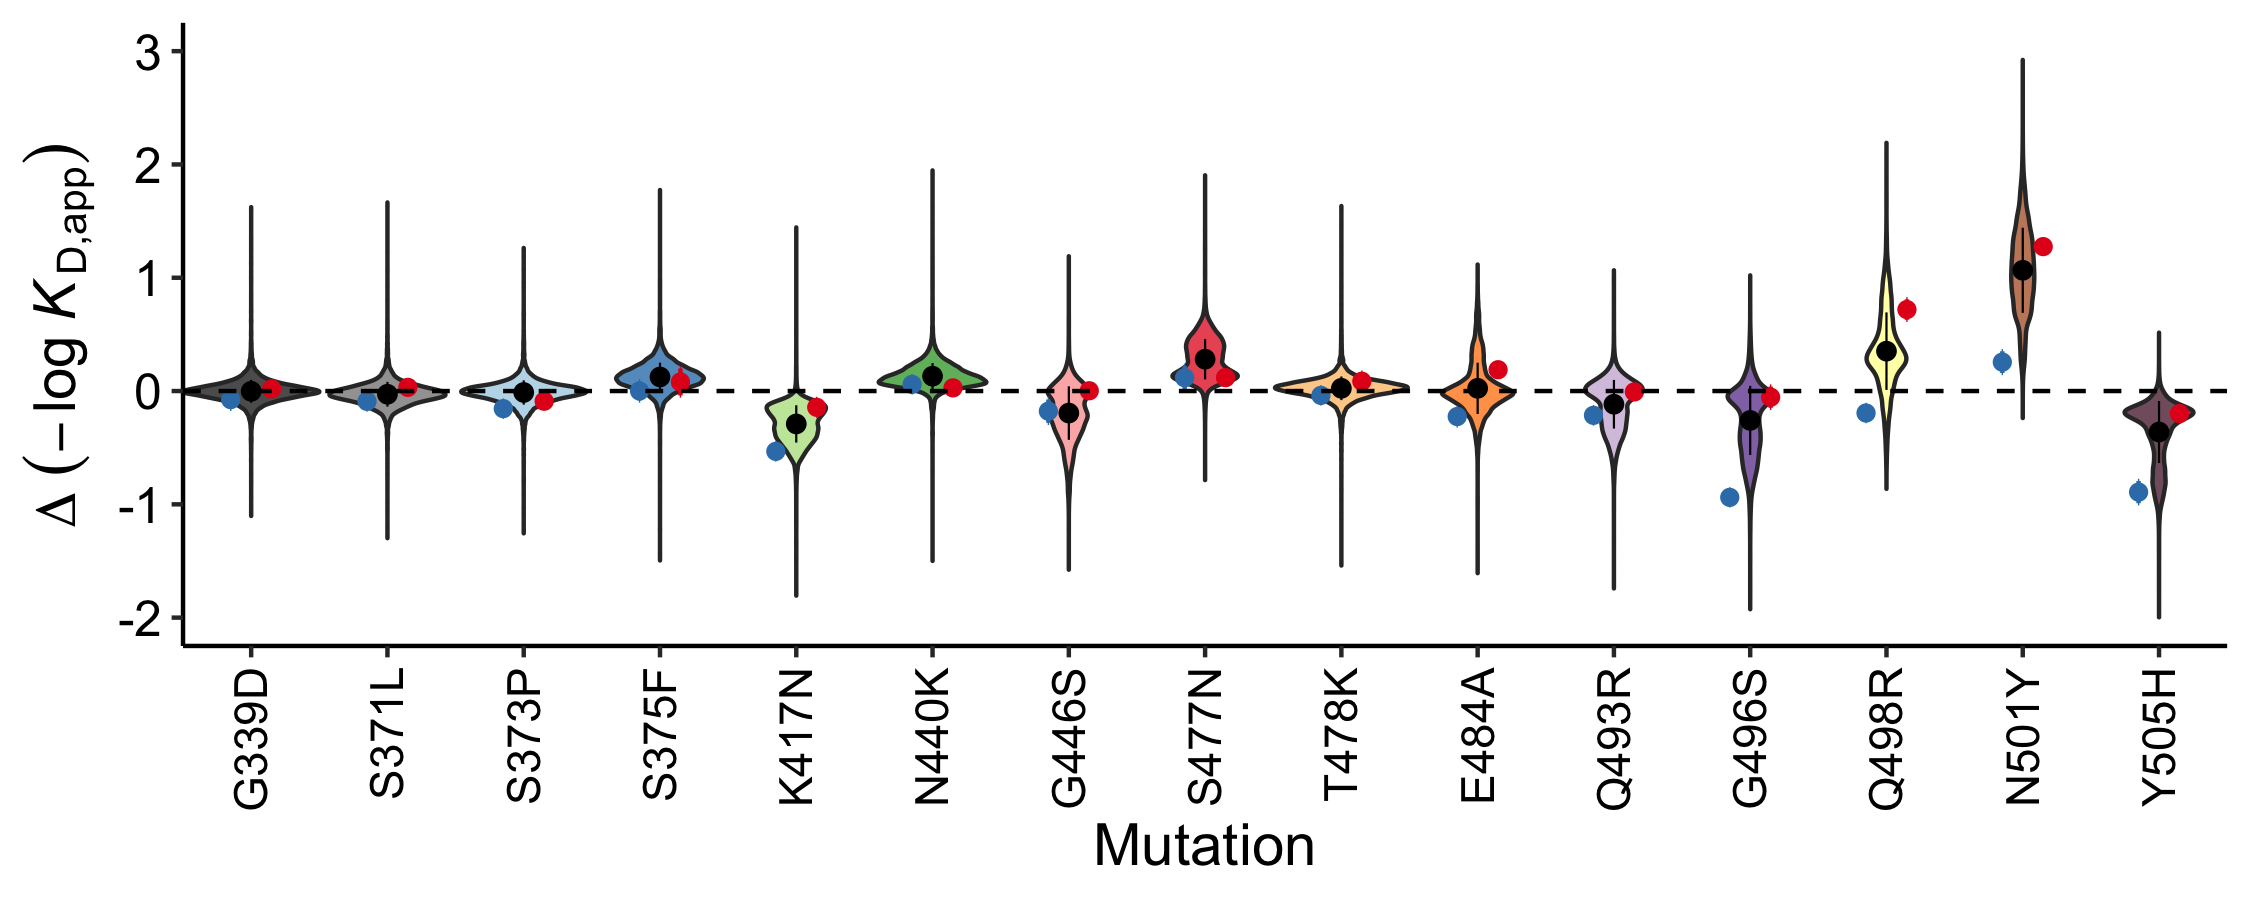 3
2
1
0
-1
-2
Δ (− log K D,app)
G339D
S371L
S373P
S375F
K417N
N440K
G446S
S477N
T478K
E484A
Q493R
G496S
Q498R
N501Y
Y505H
Mutation